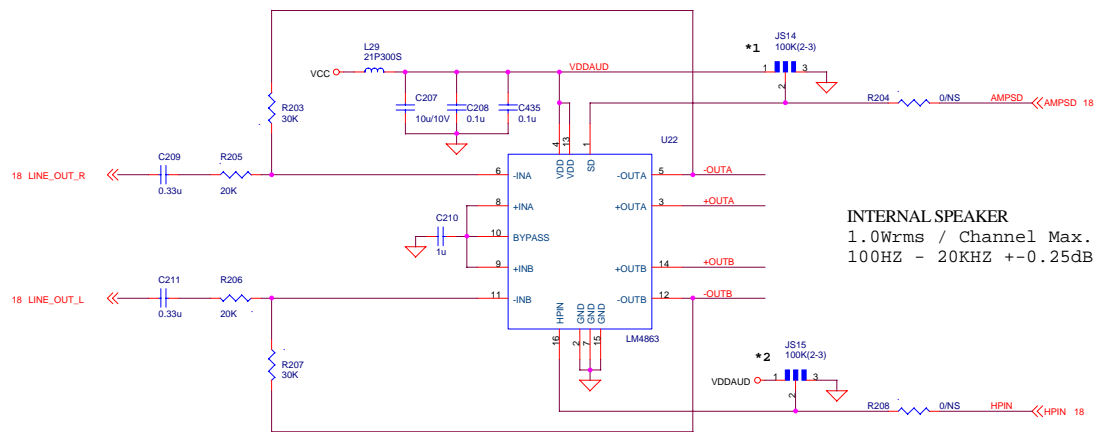 JS14
*1
100K(2-3)
L29
21P300S
VCC
VDDAUD
1
3
2
R204
0/NS
AMPSD
AMPSD 18
C207
10u/10V
C208
0.1u
C435
0.1u
R203
30K
U22
4
13
1
VDD
VDD
SD
C209
0.33u
R205
20K
18 LINE_OUT_R
6
-INA
-OUTA
5
-OUTA
8
+INA
+OUTA
3
+OUTA
C210
1u
10
BYPASS
9
+INB
+OUTB
14
+OUTB
C211
0.33u
R206
20K
18 LINE_OUT_L
11
-INB
-OUTB
12
-OUTB
HPIN
GND
GND
GND
16
2
7
15
LM4863
R207
30K
INTERNAL SPEAKER
1.0Wrms / Channel Max.
100HZ - 20KHZ +-0.25dB
JS15
*2
100K(2-3)
VDDAUD
1
3
2
R208
0/NS
HPIN
HPIN 18